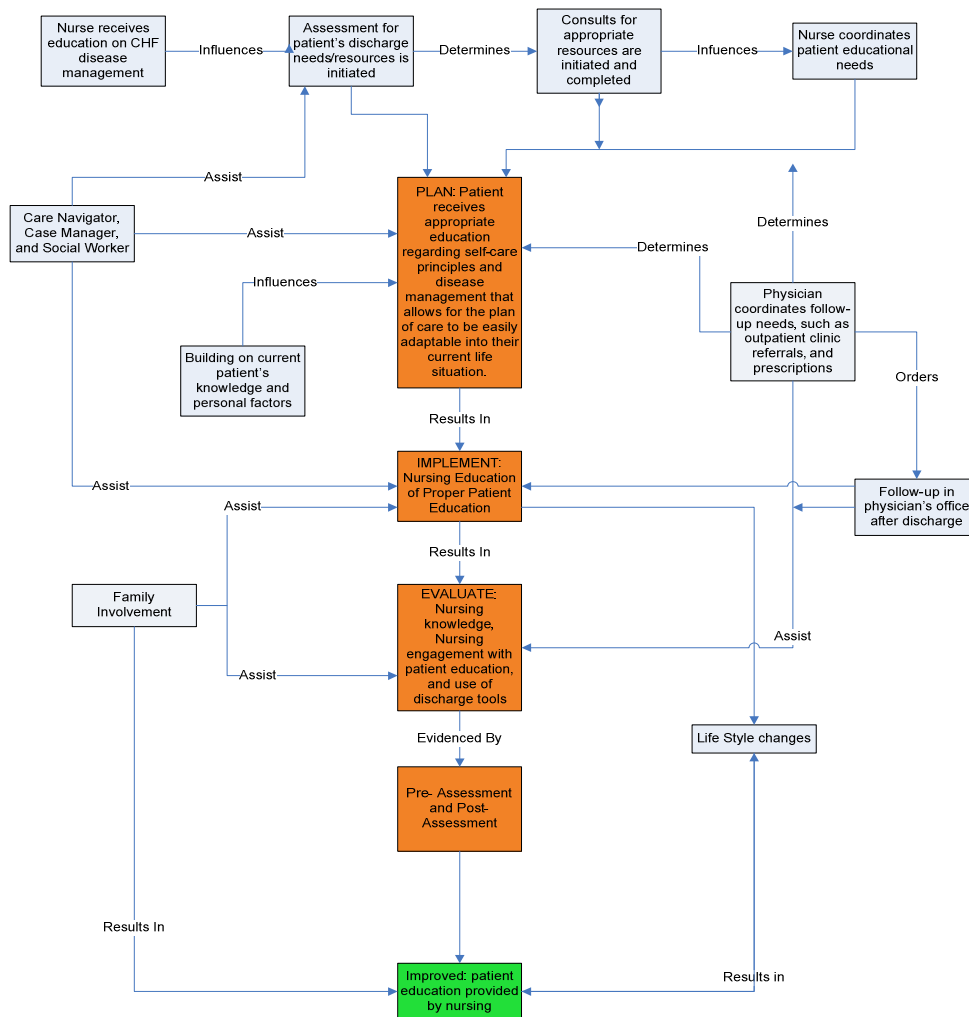 Nurse receives
education on CHF
disease
management
Influences
Assessment for
patient's discharge
needs/resources is
initiated
Determines
Consults for
appropriate
resources are
initiated and
completed
Infuences
Nurse coordinates
patient educational
needs
Assist
Care Navigator,
Case Manager,
and Social Worker
Assist
PLAN: Patient
receives
appropriate
education
regarding self-care
principles and
disease
management that
allows for the plan
of care to be easily
adaptable into their
current life
situation.
Determines
Determines
Influences
Physician
coordinates follow-
up needs, such as
outpatient clinic
referrals, and
prescriptions
Building on current
patient's
knowledge and
personal factors
Orders
Results In
IMPLEMENT:
Nursing Education
of Proper Patient
Education
Assist
Assist
Follow-up in
physician's office
after discharge
Results In
Family
Involvement
EVALUATE:
Nursing
knowledge,
Nursing
engagement with
patient education,
and use of
discharge tools
Assist
Assist
Evidenced By
Life Style changes
Pre- Assessment
and Post-
Assessment
Results In
Improved: patient
education provided
by nursing
Results in